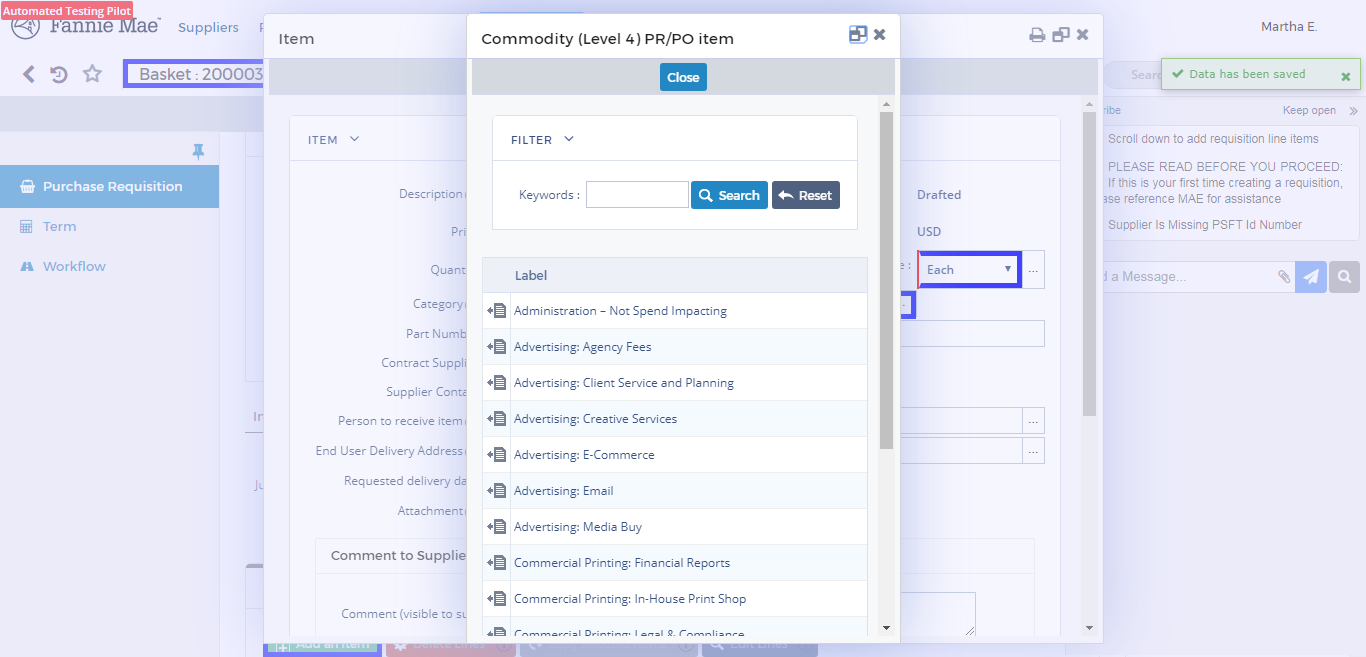 Automated Testing Pilot
Fannie Mae
Suppliers
Martha E.
Basket : 200003
Item
Commodity (Level 4) PR/PO item
Close
Data has been saved
Keep open
Scroll down to add requisition line items
PLEASE READ BEFORE YOU PROCEED:
If this is your first time creating a requisition,
reference MAE for assistance
Supplier Is Missing PSFT Id Number
a Message...
Purchase Requisition
Term
Workflow
ITEM
Description
Quant
Category
Part Numb
Contract Suppli
Supplier Conta
Person to receive item
End User Delivery Address
Requested delivery da
Attachment
Comment to Supplie
Comment (visible to su
FILTER
Keywords :
Search
Reset
Label
Administration – Not Spend Impacting
Advertising: Agency Fees
Advertising: Client Service and Planning
Advertising: Creative Services
Advertising: E-Commerce
Advertising: Email
Advertising: Media Buy
Commercial Printing: Financial Reports
Commercial Printing: In-House Print Shop
Commercial Printing: Legal & Compliance
Drafted
USD
Each
...
...
...
Add an Item
Delete Lines
Edit Lines